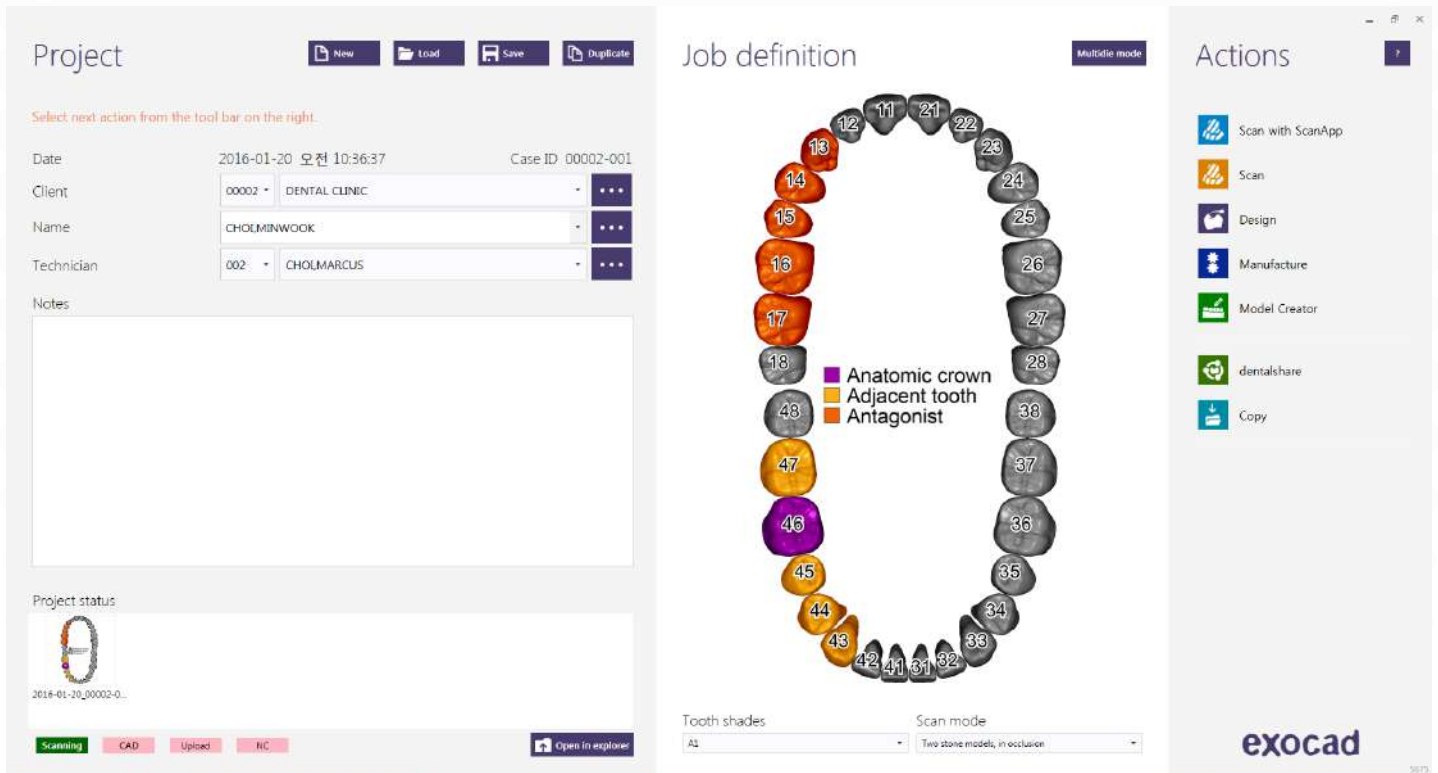 Project
New Load Save Duplicate
Select next action from the tool bar on the right.
Date 2016-01-20 오전 10:36:37 Case ID 00002-001
Client 00002 DENTAL CLINIC
Name CHOI,MINWOOK
Technician 002 CHOI,MARCUS
Notes
Project status
2016-01-20_00002-0...
Scanning CAD Upload NC Open in explorer
Job definition
Multidie mode
11 21
12 22
13 23
14 24
15 25
16 26
17 27
18 28
Anatomic crown
Adjacent tooth
Antagonist
48 38
47 37
46 36
45 35
44 34
43 33
42 41 31 32
Tooth shades Scan mode
A1 Two stone models, in occlusion
Actions
?
Scan with ScanApp
Scan
Design
Manufacture
Model Creator
dentalshare
Copy
exocad